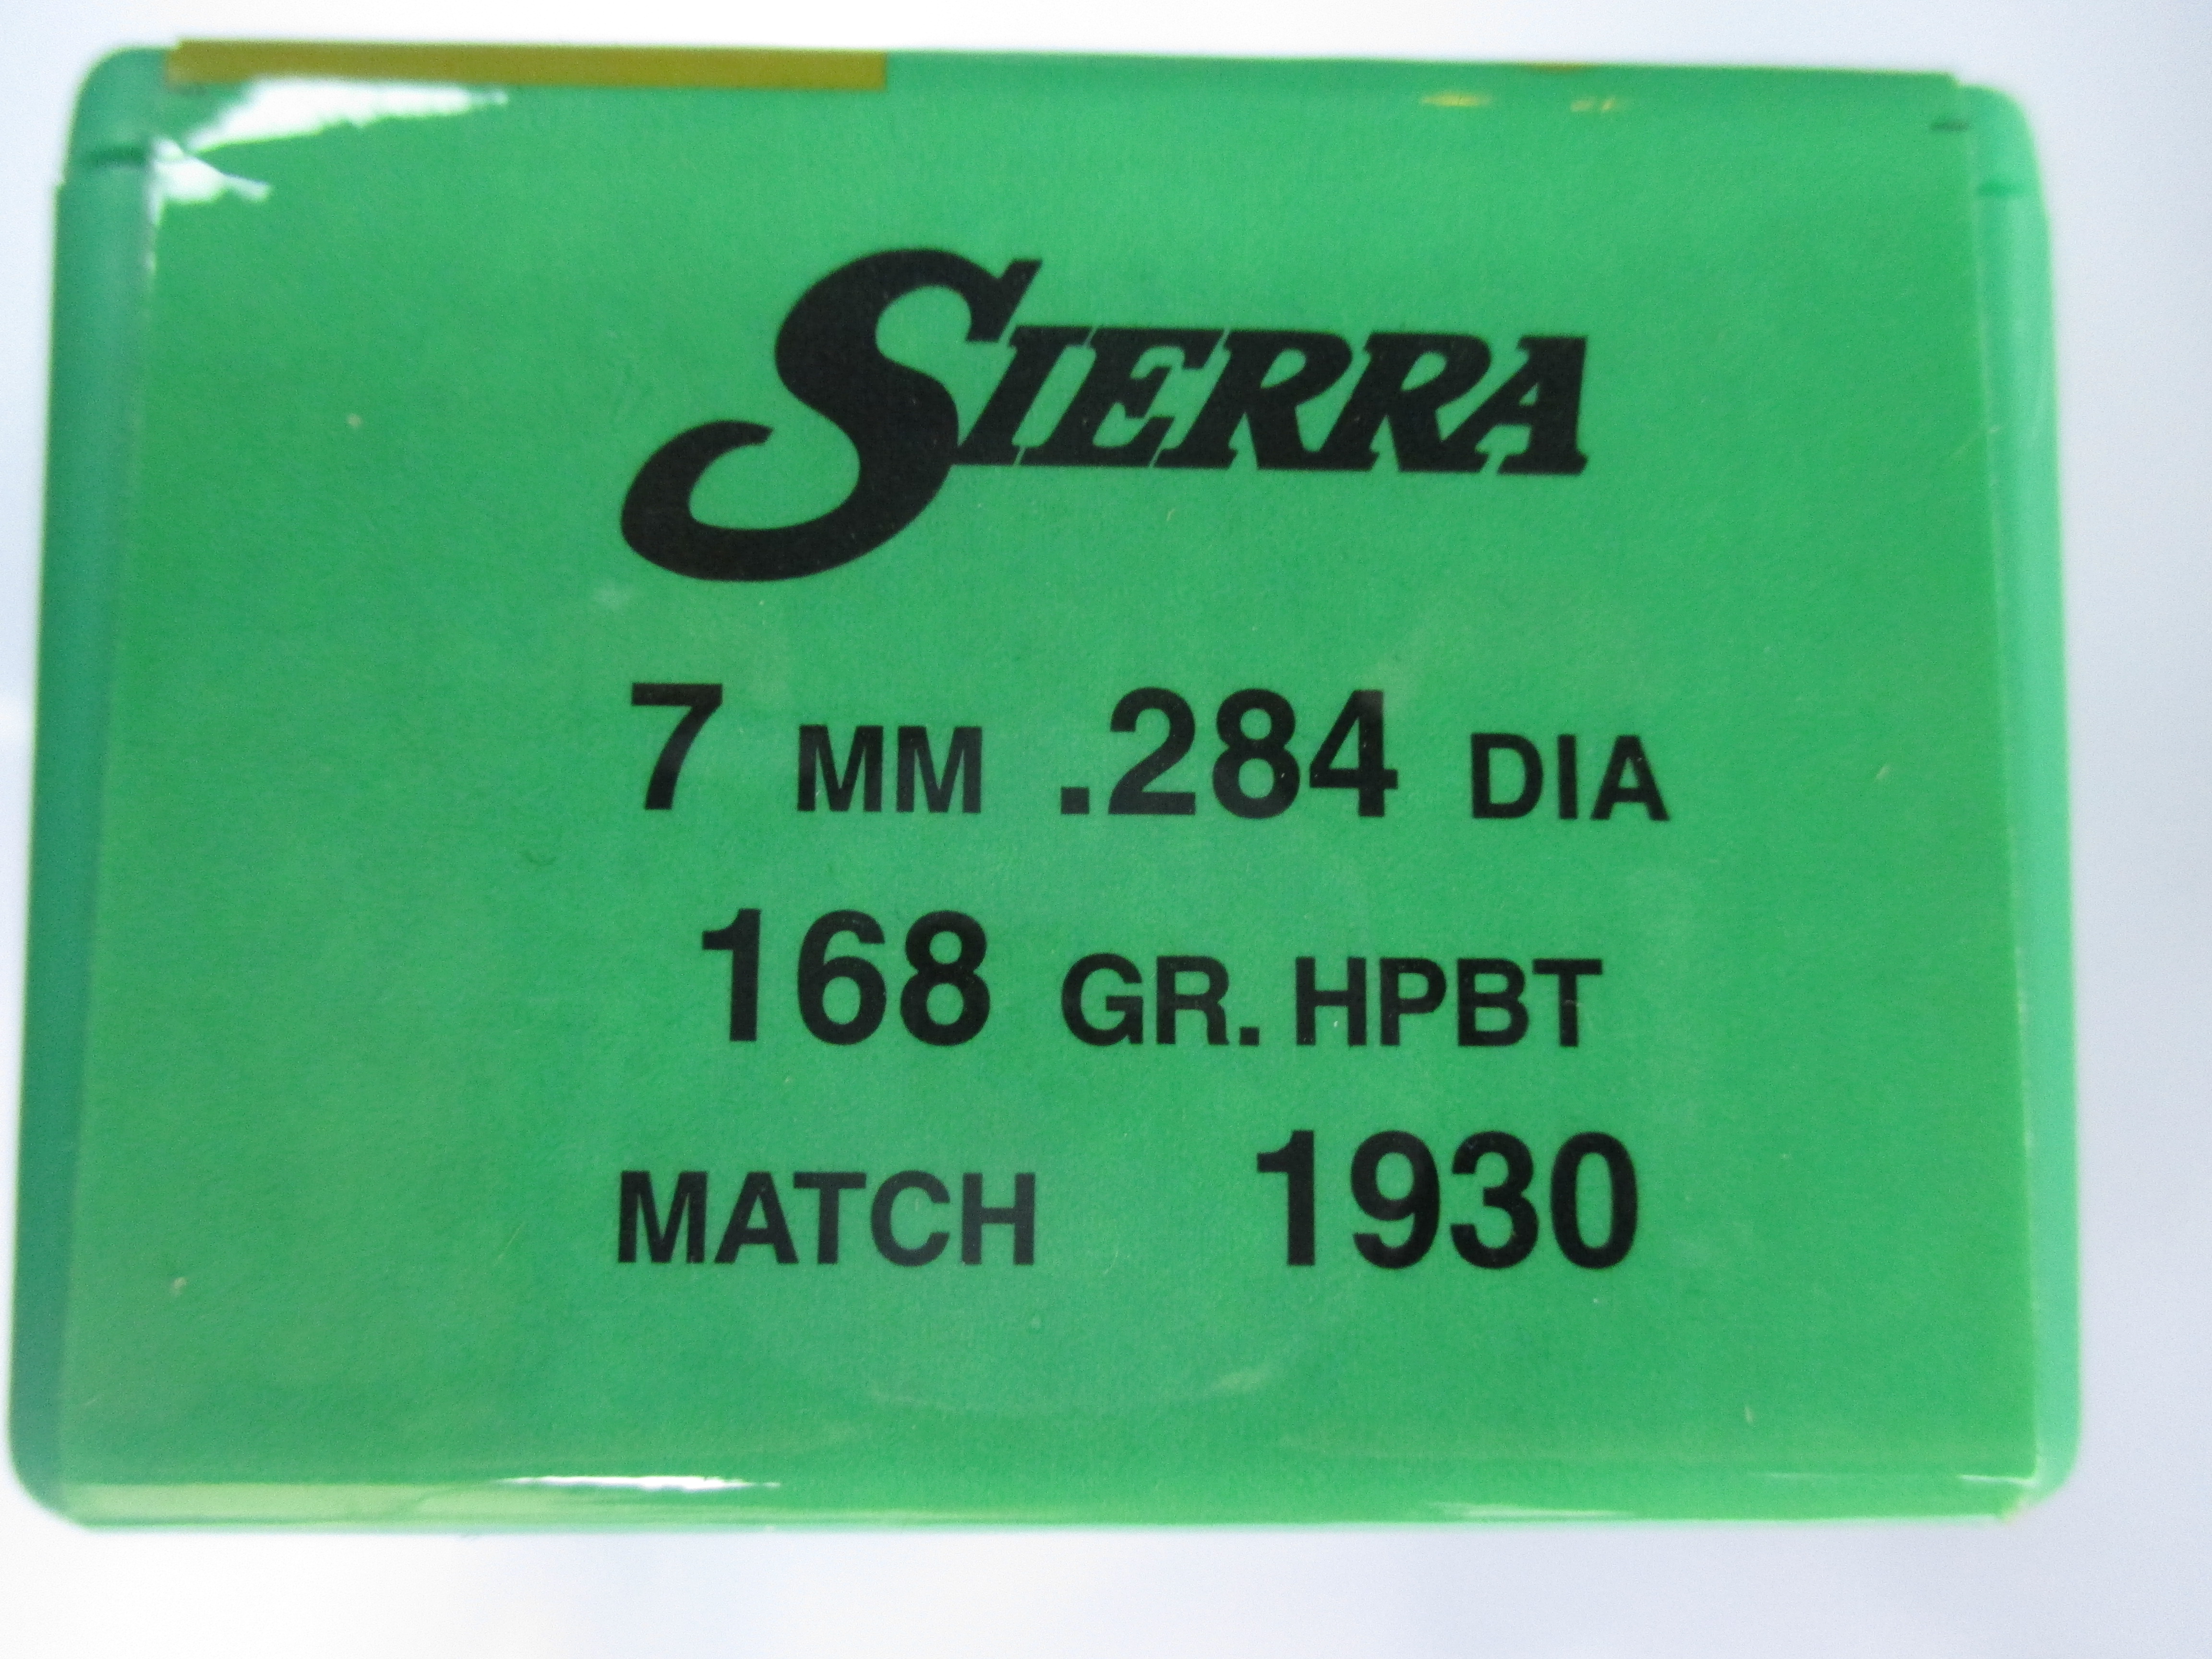 SIERRA
7 MM .284 DIA
168 GR. HPBT
MATCH 1930